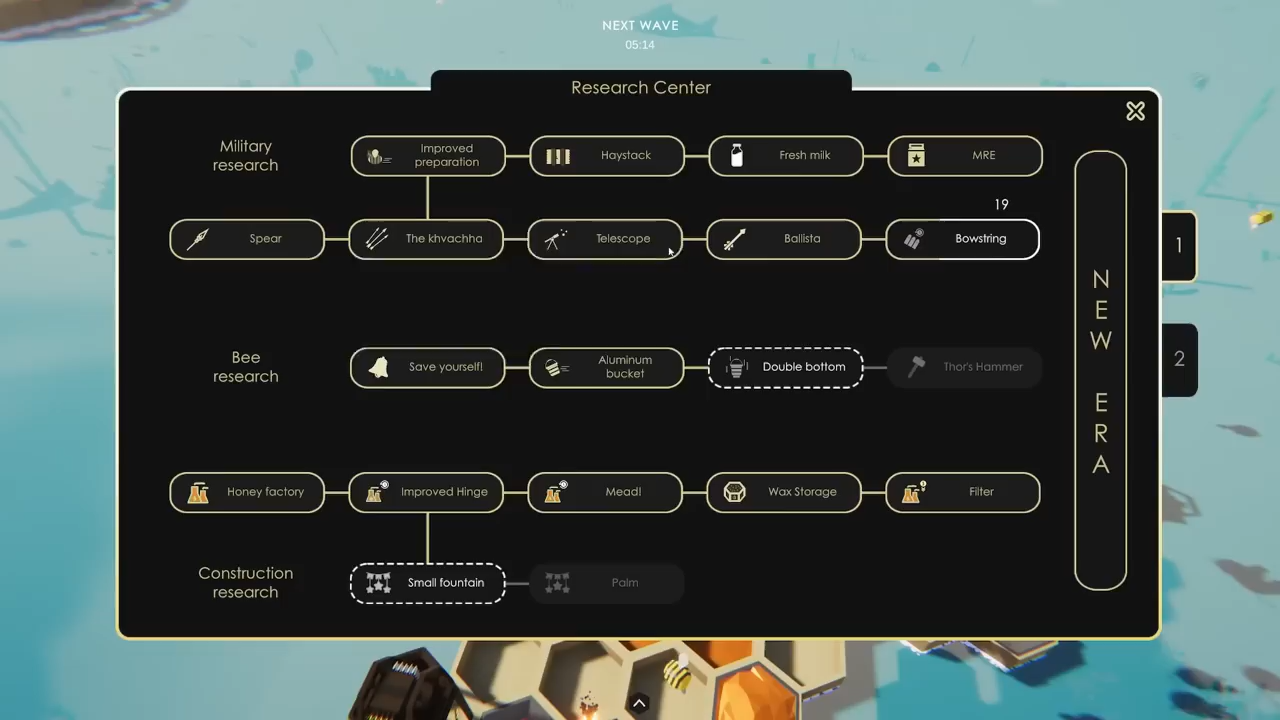 NEXT WAVE
05:14
Research Center
Military
research
Improved
preparation
Haystack
Fresh milk
MRE
19
Spear
The khvachha
Telescope
Ballista
Bowstring
1
NEW ERA
Bee
research
Save yourself!
Aluminum
bucket
Double bottom
Thor's Hammer
2
Honey factory
Improved Hinge
Mead!
Wax Storage
Filter
Construction
research
Small fountain
Palm